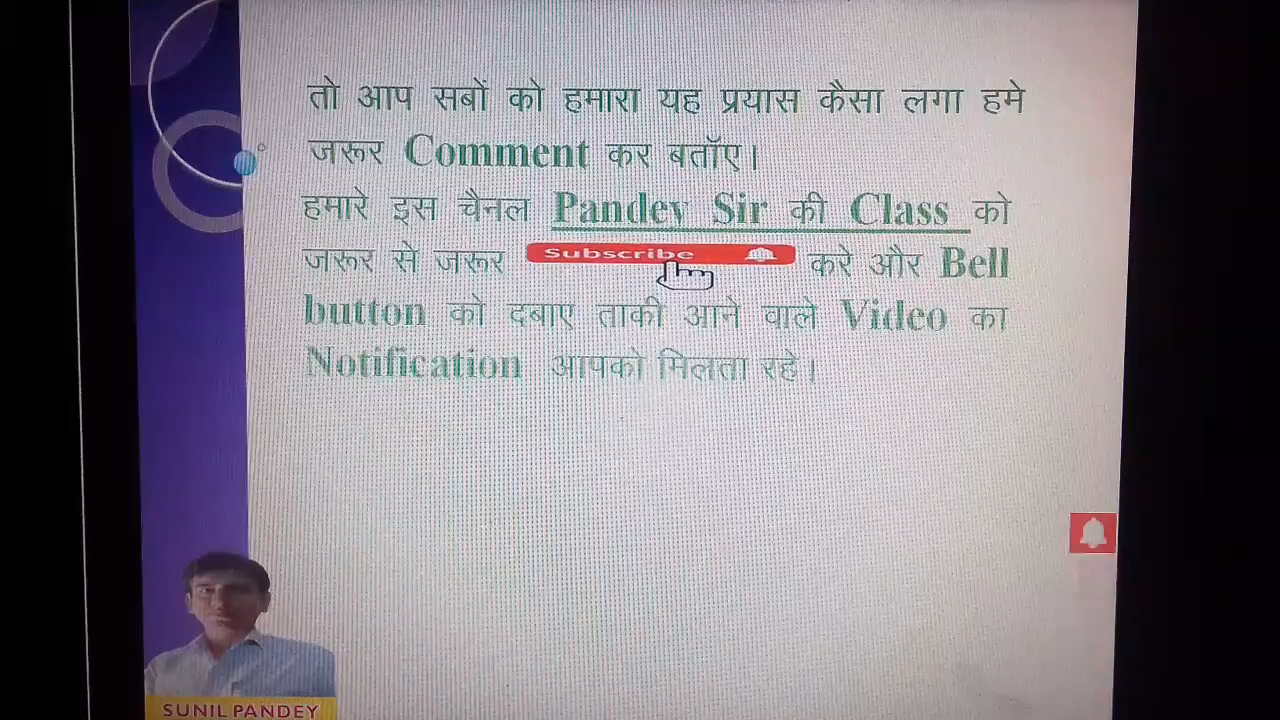 तो आप सबों को हमारा यह प्रयास कैसा लगा हमे
जरूर Comment कर बताँए।
हमारे इस चैनल Pandey Sir की Class को
जरूर से जरूर Subscribe करे और Bell
button को दबाए ताकी आने वाले Video का
Notification आपको मिलता रहे।
SUNIL PANDEY